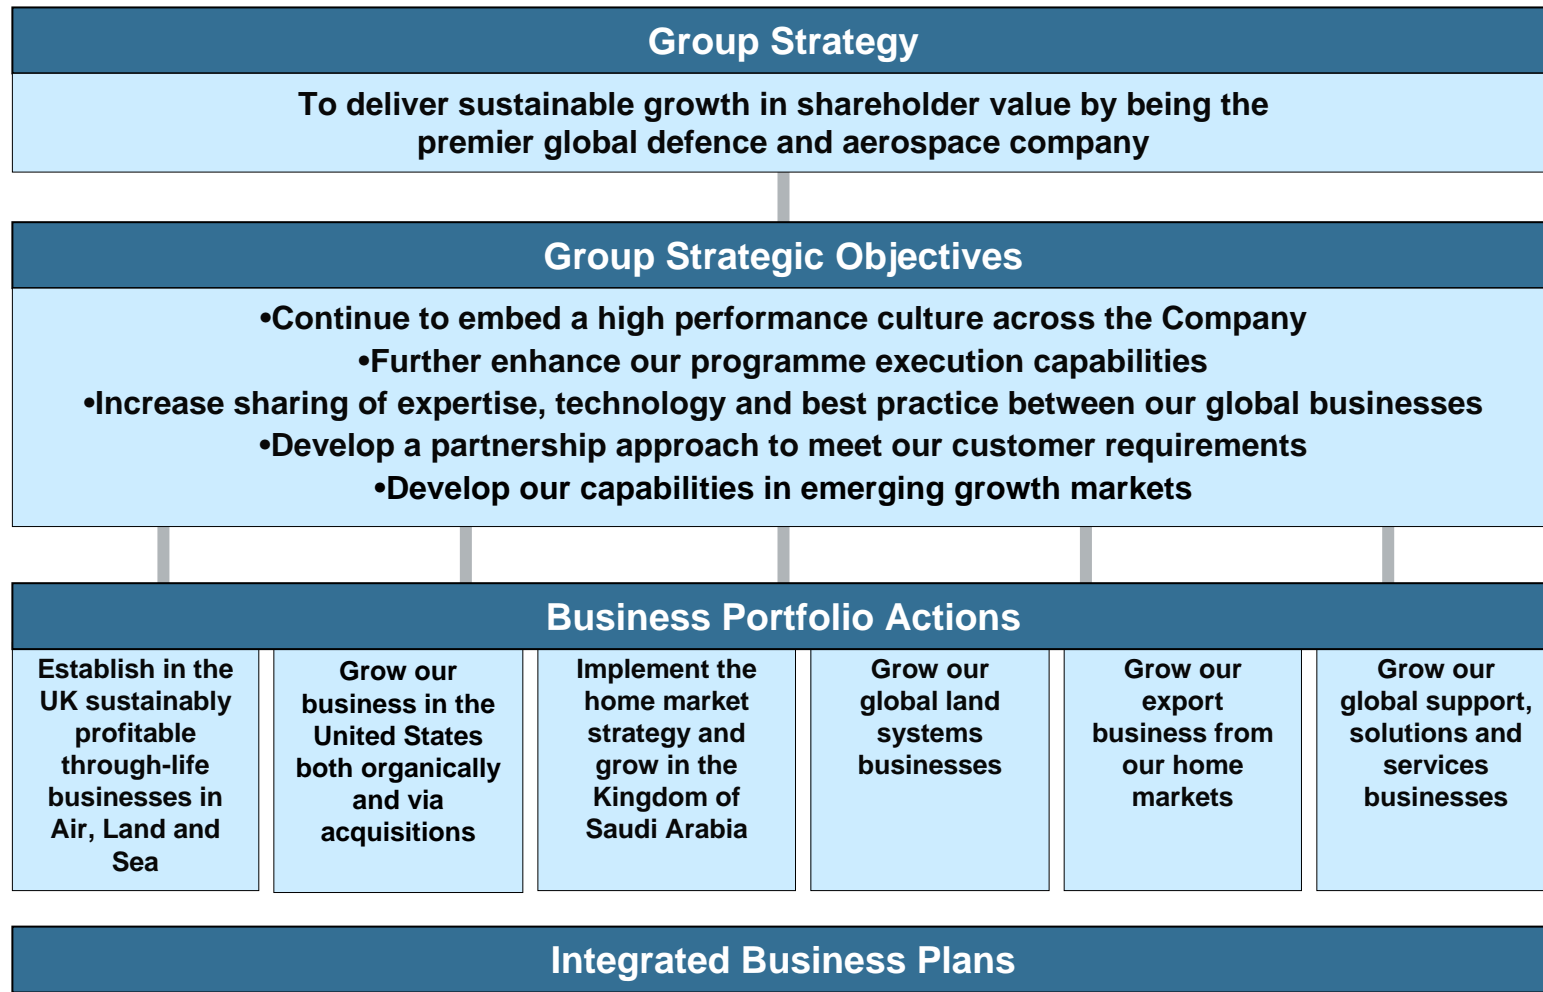 Group Strategy
To deliver sustainable growth in shareholder value by being the
premier global defence and aerospace company
Group Strategic Objectives
•Continue to embed a high performance culture across the Company
•Further enhance our programme execution capabilities
•Increase sharing of expertise, technology and best practice between our global businesses
•Develop a partnership approach to meet our customer requirements
•Develop our capabilities in emerging growth markets
Business Portfolio Actions
Establish in the
UK sustainably
profitable
through-life
businesses in
Air, Land and
Sea
Grow our
business in the
United States
both organically
and via
acquisitions
Implement the
home market
strategy and
grow in the
Kingdom of
Saudi Arabia
Grow our
global land
systems
businesses
Grow our
export
business from
our home
markets
Grow our
global support,
solutions and
services
businesses
Integrated Business Plans